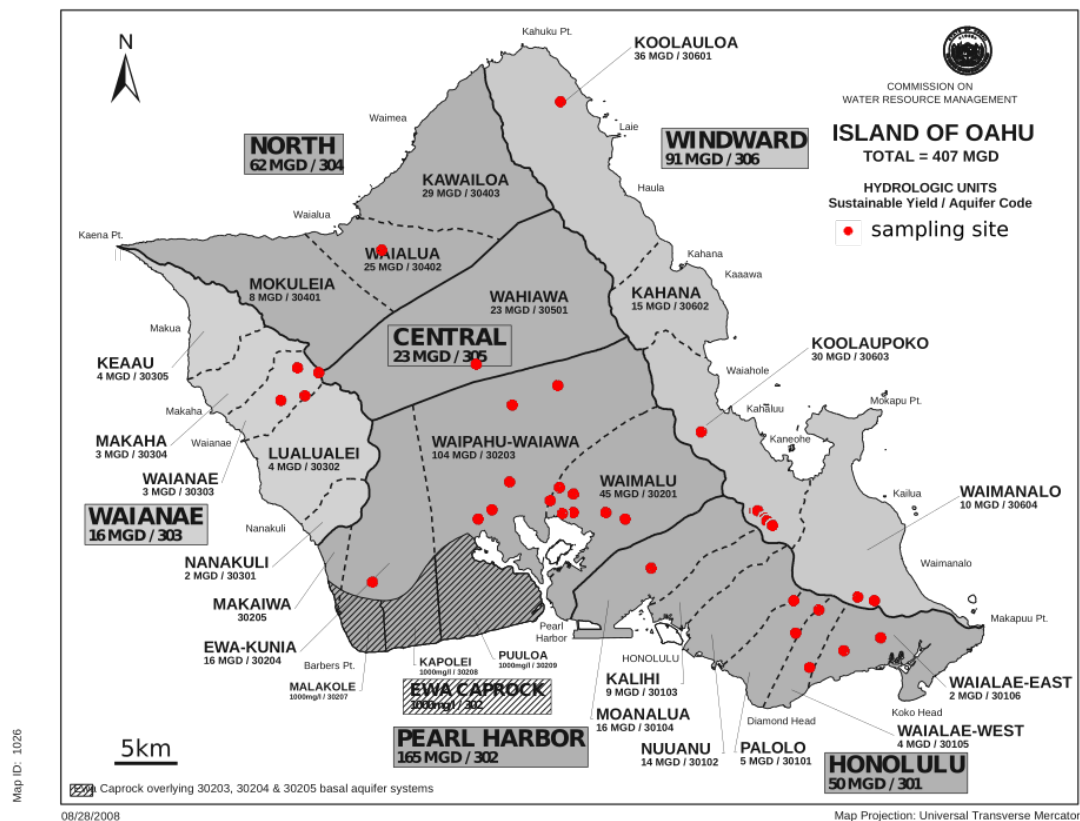 N
Kahuku Pt.
KOOLAULOA
36 MGD / 30601
COMMISSION ON
WATER RESOURCE MANAGEMENT
ISLAND OF OAHU
TOTAL = 407 MGD
HYDROLOGIC UNITS
Sustainable Yield / Aquifer Code
sampling site
Waimea
Laie
NORTH
62 MGD / 304
WINDWARD
91 MGD / 306
KAWAILOA
29 MGD / 30403
Haula
Waialua
Kaena Pt.
WAIALUA
25 MGD / 30402
Kahana
Kaaawa
MOKULEIA
8 MGD / 30401
WAHIAWA
23 MGD / 30501
KAHANA
15 MGD / 30602
Makua
CENTRAL
23 MGD / 305
KEAAU
4 MGD / 30305
KOOLAUPOKO
30 MGD / 30603
Waiahole
Makaha
Kahaluu
Mokapu Pt.
MAKAHA
3 MGD / 30304
Waianae
Kaneohe
WAIPAHU-WAIAWA
104 MGD / 30203
LUALUALEI
4 MGD / 30302
WAIANAE
3 MGD / 30303
WAIMALU
45 MGD / 30201
Kailua
WAIMANALO
10 MGD / 30604
WAIANAE
16 MGD / 303
Nanakuli
NANAKULI
2 MGD / 30301
Waimanalo
MAKAIWA
30205
Makapuu Pt.
Pearl
Harbor
EWA-KUNIA
16 MGD / 30204
Barbers Pt.
PUULOA
1000mg/l / 30209
KAPOLEI
1000mg/l / 30208
HONOLULU
MALAKOLE
1000mg/l / 30207
EWA CAPROCK
1000mg/l / 302
KALIHI
9 MGD / 30103
WAIALAE-EAST
2 MGD / 30106
Koko Head
MOANALUA
16 MGD / 30104
Diamond Head
WAIALAE-WEST
4 MGD / 30105
PEARL HARBOR
165 MGD / 302
NUUANU
14 MGD / 30102
PALOLO
5 MGD / 30101
HONOLULU
50 MGD / 301
5km
Caprock overlying 30203, 30204 & 30205 basal aquifer systems
Map ID: 1026
08/28/2008
Map Projection: Universal Transverse Mercator